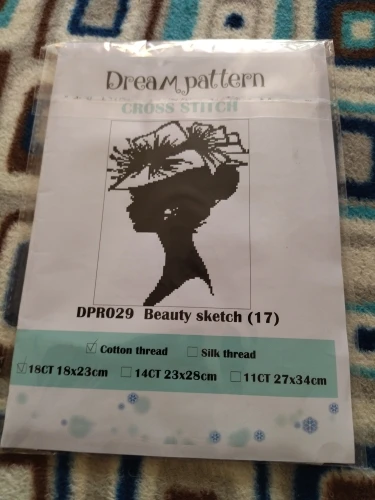 Dream pattern
CROSS STITCH
DPR029 Beauty sketch (17)
Cotton thread Silk thread
18CT 18x23cm 14CT 23x28cm 11CT 27x34cm